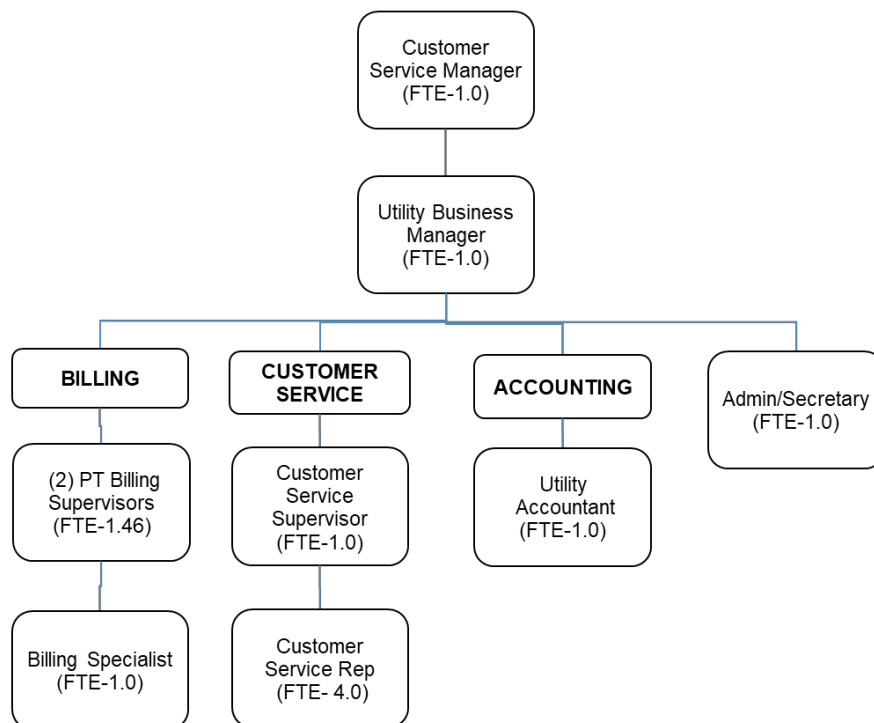 Customer
Service Manager
(FTE-1.0)
Utility Business
Manager
(FTE-1.0)
BILLING
CUSTOMER
SERVICE
ACCOUNTING
Admin/Secretary
(FTE-1.0)
(2) PT Billing
Supervisors
(FTE-1.46)
Customer
Service
Supervisor
(FTE-1.0)
Utility
Accountant
(FTE-1.0)
Billing Specialist
(FTE-1.0)
Customer
Service Rep
(FTE- 4.0)